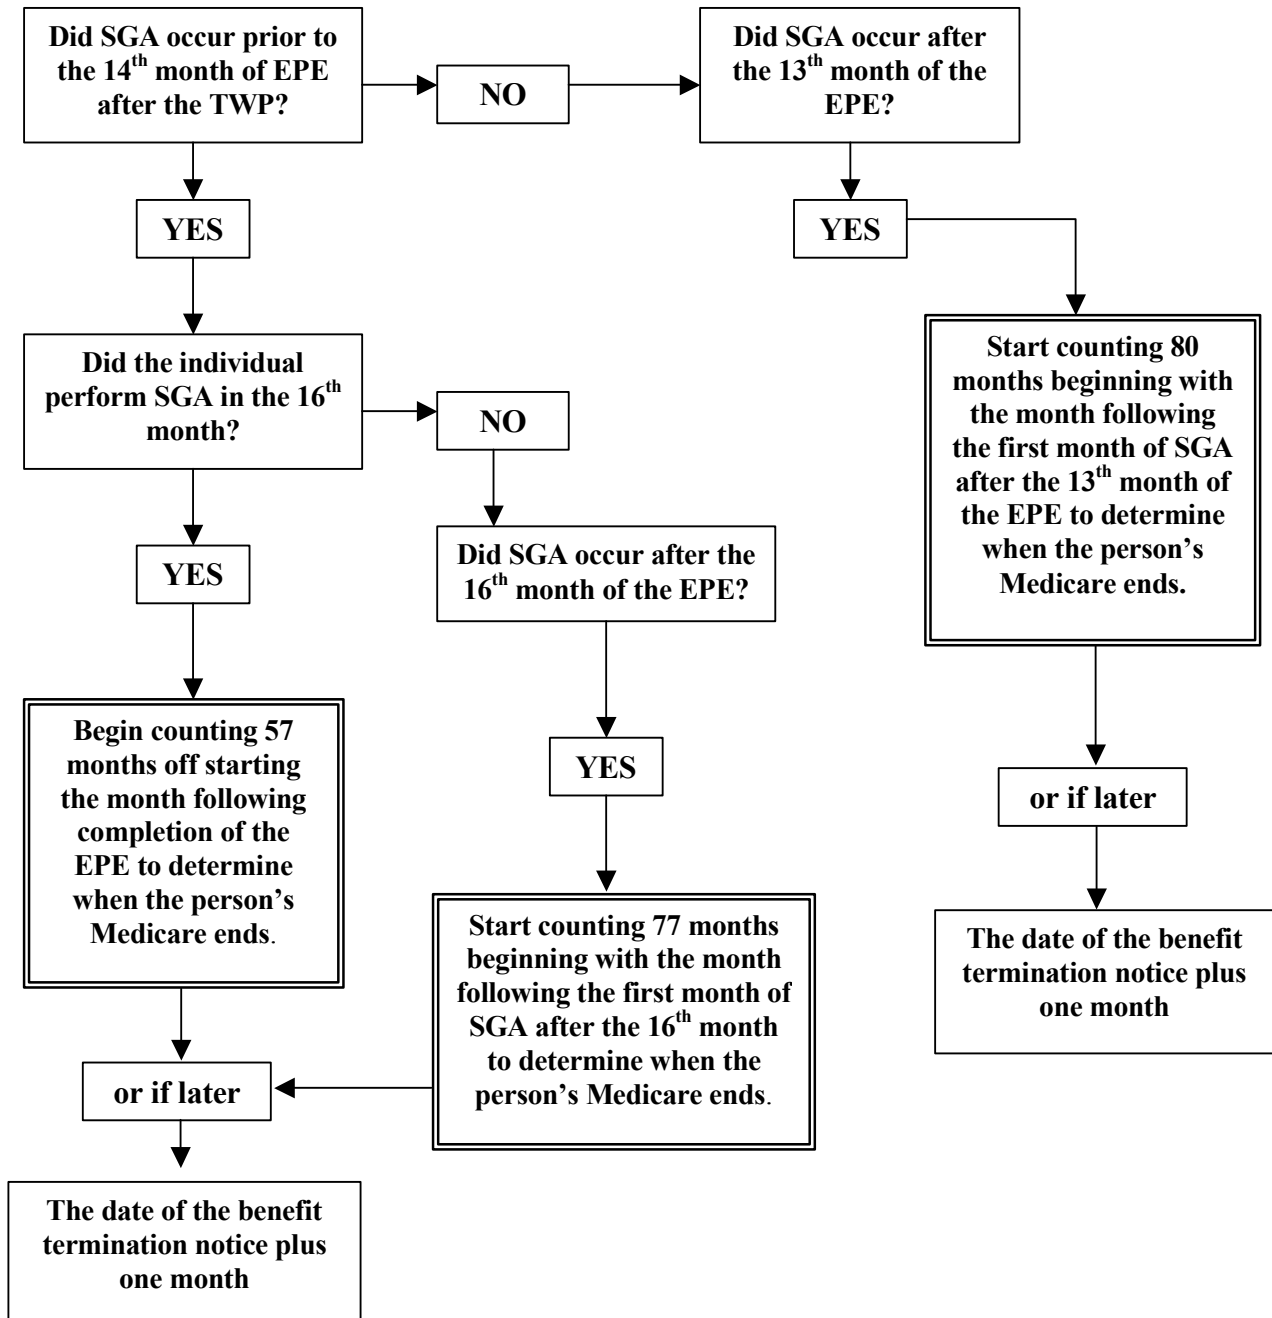 Did SGA occur prior to
the 14th month of EPE
after the TWP?
NO
Did SGA occur after
the 13th month of the
EPE?
YES
YES
Did the individual
perform SGA in the 16th
month?
NO
Start counting 80
months beginning with
the month following
the first month of SGA
after the 13th month of
the EPE to determine
when the person's
Medicare ends.
YES
Did SGA occur after the
16th month of the EPE?
Begin counting 57
months off starting
the month following
completion of the
EPE to determine
when the person's
Medicare ends.
YES
or if later
Start counting 77 months
beginning with the month
following the first month of
SGA after the 16th month
to determine when the
person's Medicare ends.
The date of the benefit
termination notice plus
one month
or if later
The date of the benefit
termination notice plus
one month